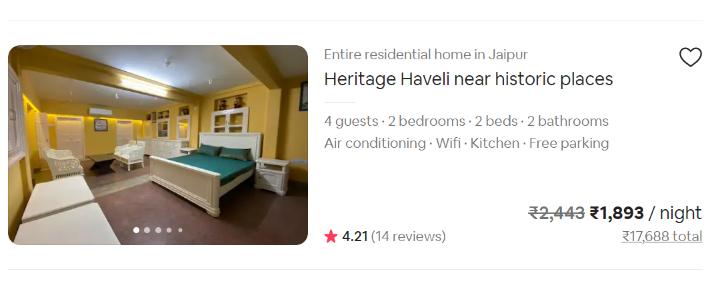 Entire residential home in Jaipur
Heritage Haveli near historic places
4 guests · 2 bedrooms · 2 beds · 2 bathrooms
Air conditioning · Wifi · Kitchen · Free parking
₹2,443 ₹1,893 / night
4.21 (14 reviews)
₹17,688 total